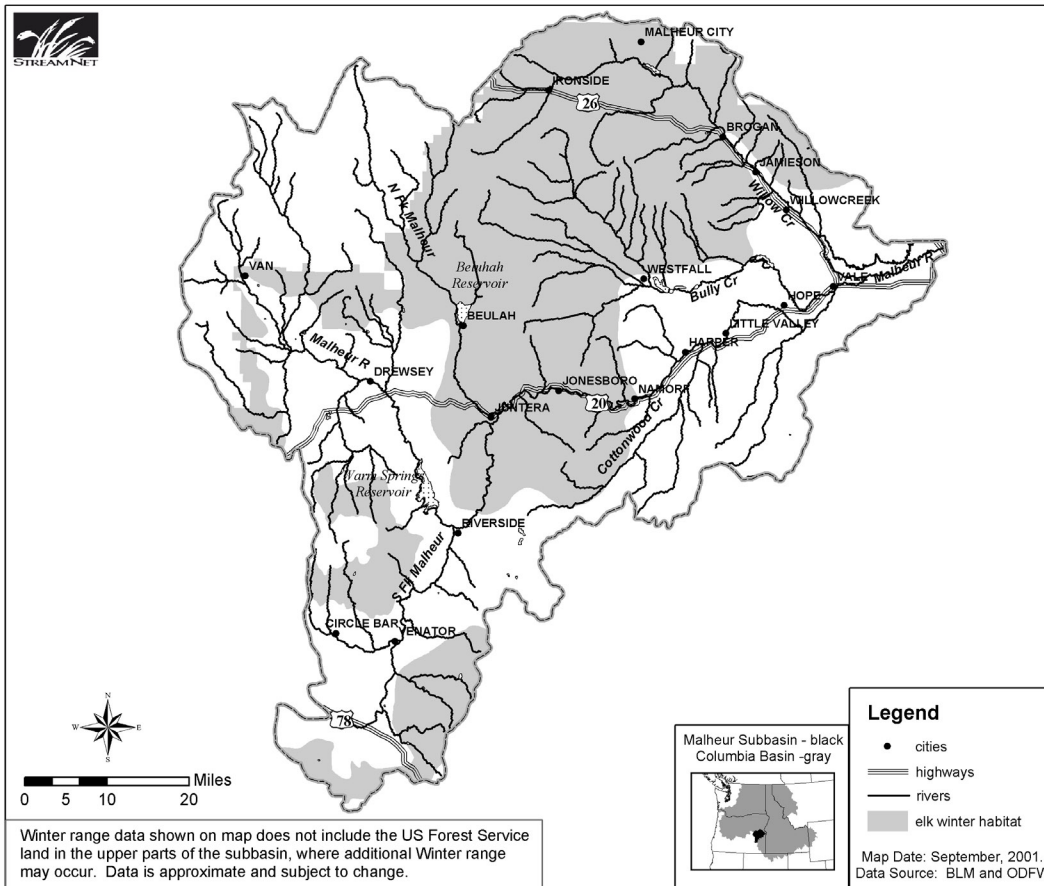 STREAMNET
MALHEUR CITY
IRONSIDE
26
BROGAN
JAMIESON
Willow Cr
WILLOWCREEK
N Fk Malheur
VAN
Beulhah
Reservoir
BEULAH
WESTFALL
Bully Cr
VALE
Malheur R
HOPE
LITTLE VALLEY
HARPER
Malheur R
DREWSEY
JONESBORO
20
NAMORF
JUNTERA
Cottonwood Cr
Warm Springs
Reservoir
RIVERSIDE
S Fk Malheur
CIRCLE BAR
VENATOR
78
N
W
E
S
Miles
0 5 10 20
Winter range data shown on map does not include the US Forest Service
land in the upper parts of the subbasin, where additional Winter range
may occur. Data is approximate and subject to change.
Malheur Subbasin - black
Columbia Basin -gray
Legend
cities
highways
rivers
elk winter habitat
Map Date: September, 2001.
Data Source: BLM and ODFW